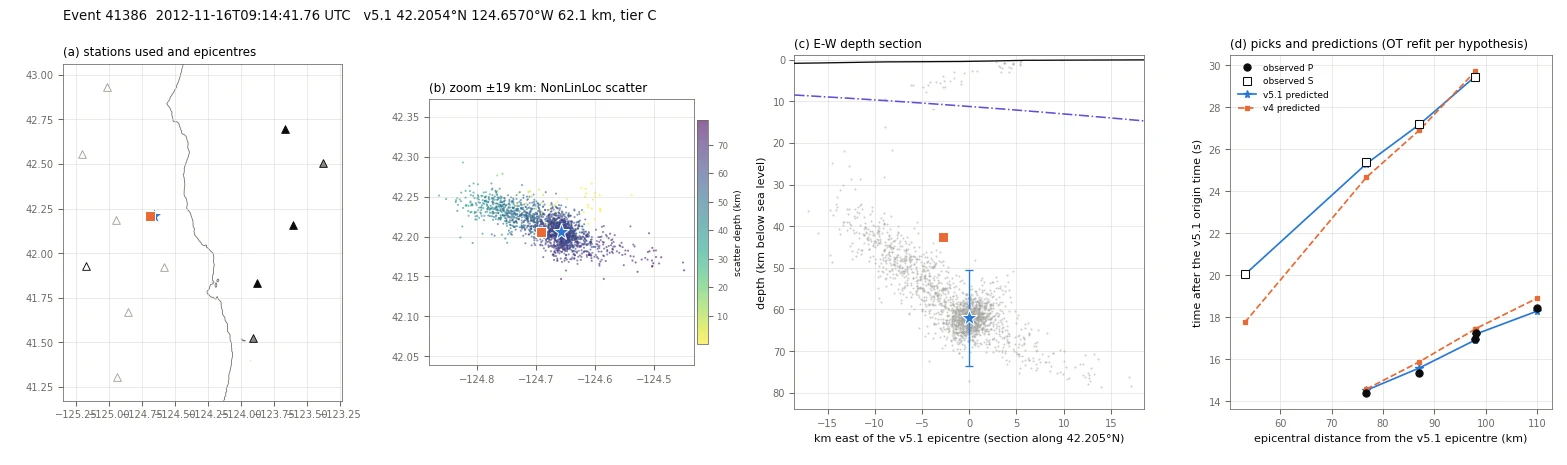 Event 41386  2012-11-16T09:14:41.76 UTC   v5.1 42.2054°N 124.6570°W 62.1 km, tier C
(a) stations used and epicentres
43.00
42.75
42.50
42.25
42.00
41.75
41.50
41.25
−125.25−125.00−124.75−124.50−124.25−124.00−123.75−123.50−123.25
(b) zoom ±19 km: NonLinLoc scatter
42.35
42.30
42.25
42.20
42.15
42.10
42.05
−124.8 −124.7 −124.6 −124.5
70
60
50
40
30
20
10
scatter depth (km)
(c) E-W depth section
0
10
20
30
40
50
60
70
80
depth (km below sea level)
−15 −10 −5 0 5 10 15
km east of the v5.1 epicentre (section along 42.205°N)
(d) picks and predictions (OT refit per hypothesis)
observed P
observed S
v5.1 predicted
v4 predicted
30
28
26
24
22
20
18
16
14
time after the v5.1 origin time (s)
60 70 80 90 100 110
epicentral distance from the v5.1 epicentre (km)